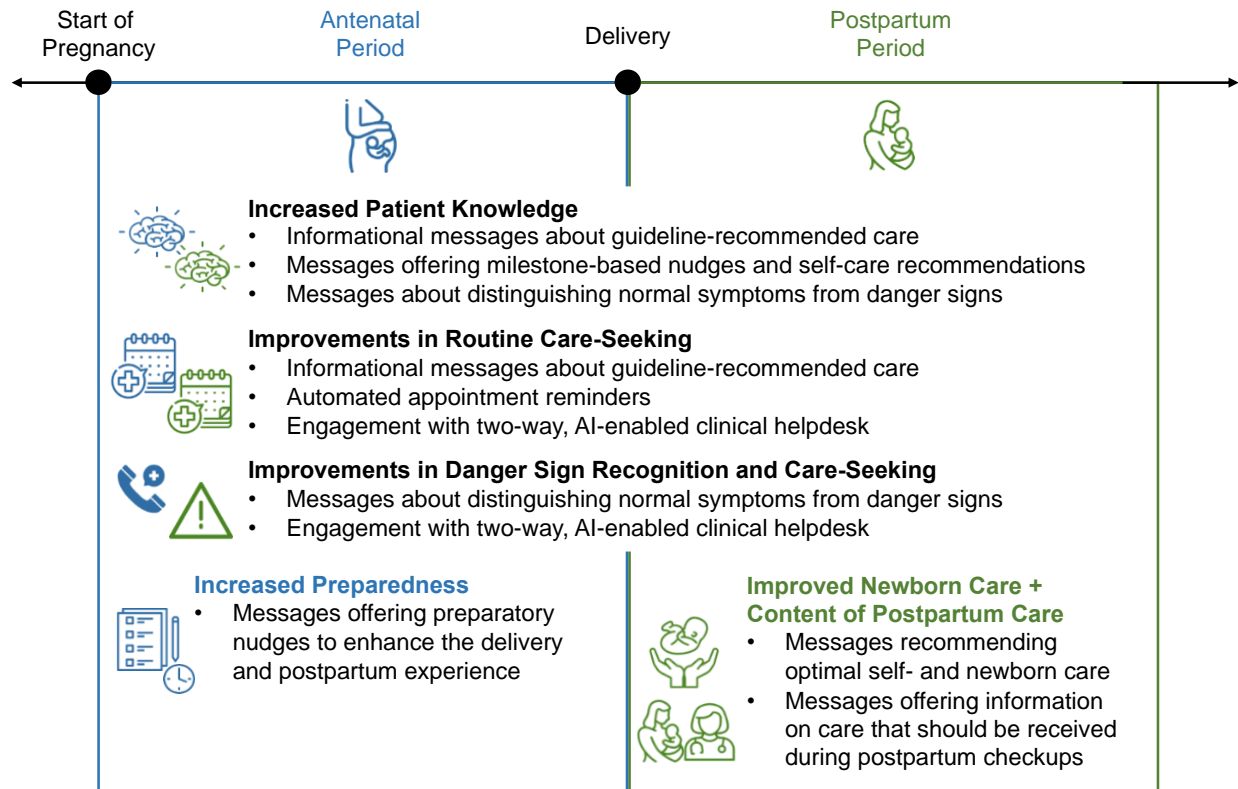 Start of
Pregnancy
Antenatal
Period
Delivery
Postpartum
Period
Increased Patient Knowledge
• Informational messages about guideline-recommended care
• Messages offering milestone-based nudges and self-care recommendations
• Messages about distinguishing normal symptoms from danger signs
Improvements in Routine Care-Seeking
• Informational messages about guideline-recommended care
• Automated appointment reminders
• Engagement with two-way, AI-enabled clinical helpdesk
Improvements in Danger Sign Recognition and Care-Seeking
• Messages about distinguishing normal symptoms from danger signs
• Engagement with two-way, AI-enabled clinical helpdesk
Increased Preparedness
• Messages offering preparatory
nudges to enhance the delivery
and postpartum experience
Improved Newborn Care +
Content of Postpartum Care
• Messages recommending
optimal self- and newborn care
• Messages offering information
on care that should be received
during postpartum checkups